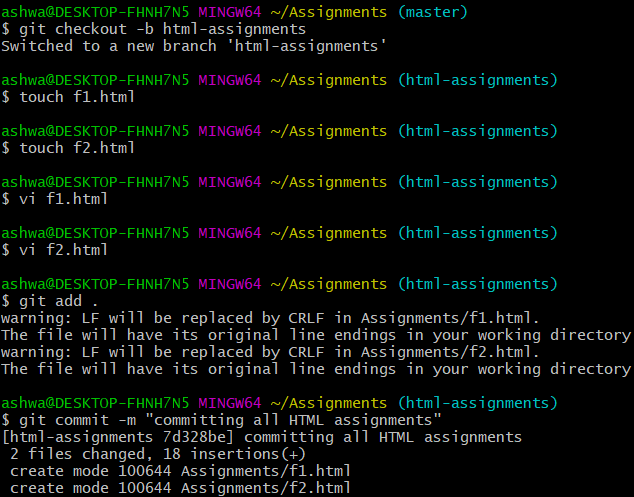 ashwa@DESKTOP-FHNH7N5 MINGW64 ~/Assignments (master)
$ git checkout -b html-assignments
Switched to a new branch 'html-assignments'
ashwa@DESKTOP-FHNH7N5 MINGW64 ~/Assignments (html-assignments)
$ touch f1.html
ashwa@DESKTOP-FHNH7N5 MINGW64 ~/Assignments (html-assignments)
$ touch f2.html
ashwa@DESKTOP-FHNH7N5 MINGW64 ~/Assignments (html-assignments)
$ vi f1.html
ashwa@DESKTOP-FHNH7N5 MINGW64 ~/Assignments (html-assignments)
$ vi f2.html
ashwa@DESKTOP-FHNH7N5 MINGW64 ~/Assignments (html-assignments)
$ git add .
warning: LF will be replaced by CRLF in Assignments/f1.html.
The file will have its original line endings in your working directory
warning: LF will be replaced by CRLF in Assignments/f2.html.
The file will have its original line endings in your working directory
ashwa@DESKTOP-FHNH7N5 MINGW64 ~/Assignments (html-assignments)
$ git commit -m "committing all HTML assignments"
[html-assignments 7d328be] committing all HTML assignments
 2 files changed, 18 insertions(+)
 create mode 100644 Assignments/f1.html
 create mode 100644 Assignments/f2.html